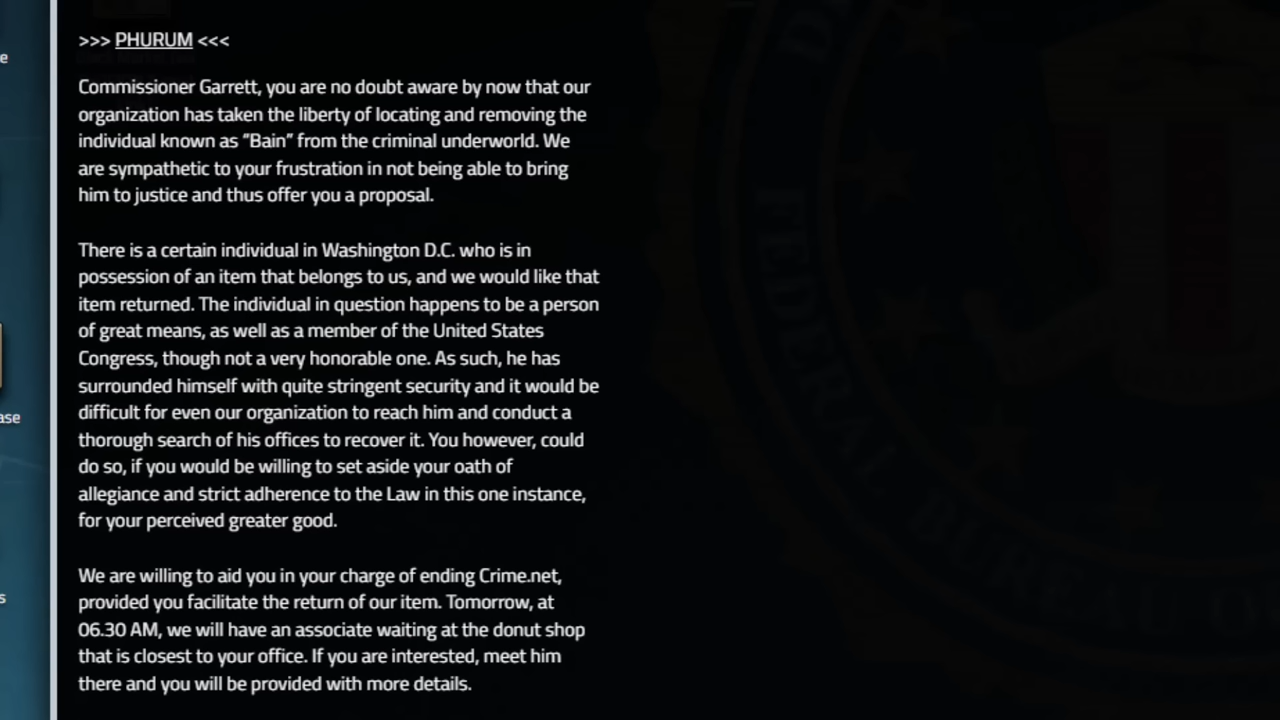 >>> PHURUM <<<
e
Commissioner Garrett, you are no doubt aware by now that our
organization has taken the liberty of locating and removing the
individual known as “Bain” from the criminal underworld. We
are sympathetic to your frustration in not being able to bring
him to justice and thus offer you a proposal.
There is a certain individual in Washington D.C. who is in
possession of an item that belongs to us, and we would like that
item returned. The individual in question happens to be a person
of great means, as well as a member of the United States
Congress, though not a very honorable one. As such, he has
surrounded himself with quite stringent security and it would be
difficult for even our organization to reach him and conduct a
ase
thorough search of his offices to recover it. You however, could
do so, if you would be willing to set aside your oath of
allegiance and strict adherence to the Law in this one instance,
for your perceived greater good.
We are willing to aid you in your charge of ending Crime.net,
s
provided you facilitate the return of our item. Tomorrow, at
06.30 AM, we will have an associate waiting at the donut shop
that is closest to your office. If you are interested, meet him
there and you will be provided with more details.
FEDERAL BUREAU O